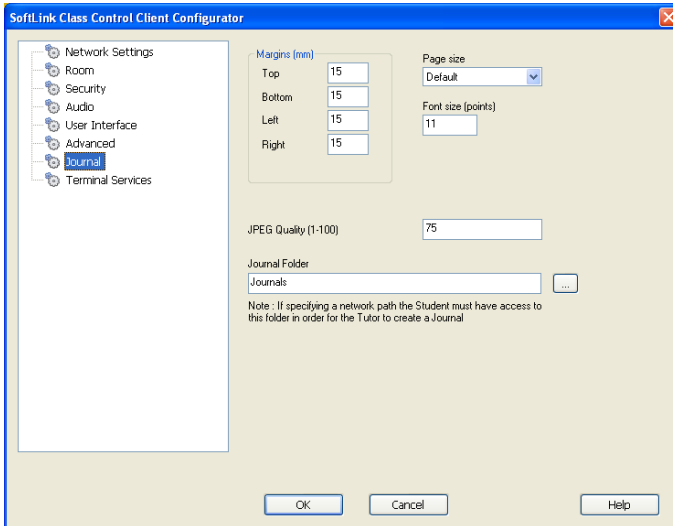 SoftLink Class Control Client Configurator
Network Settings
Room
Security
Audio
User Interface
Advanced
Journal
Terminal Services
Margins (mm)
Top 15
Bottom 15
Left 15
Right 15
Page size
Default
Font size (points)
11
JPEG Quality (1-100) 75
Journal Folder
Journals
...
Note : If specifying a network path the Student must have access to
this folder in order for the Tutor to create a Journal
OK Cancel Help